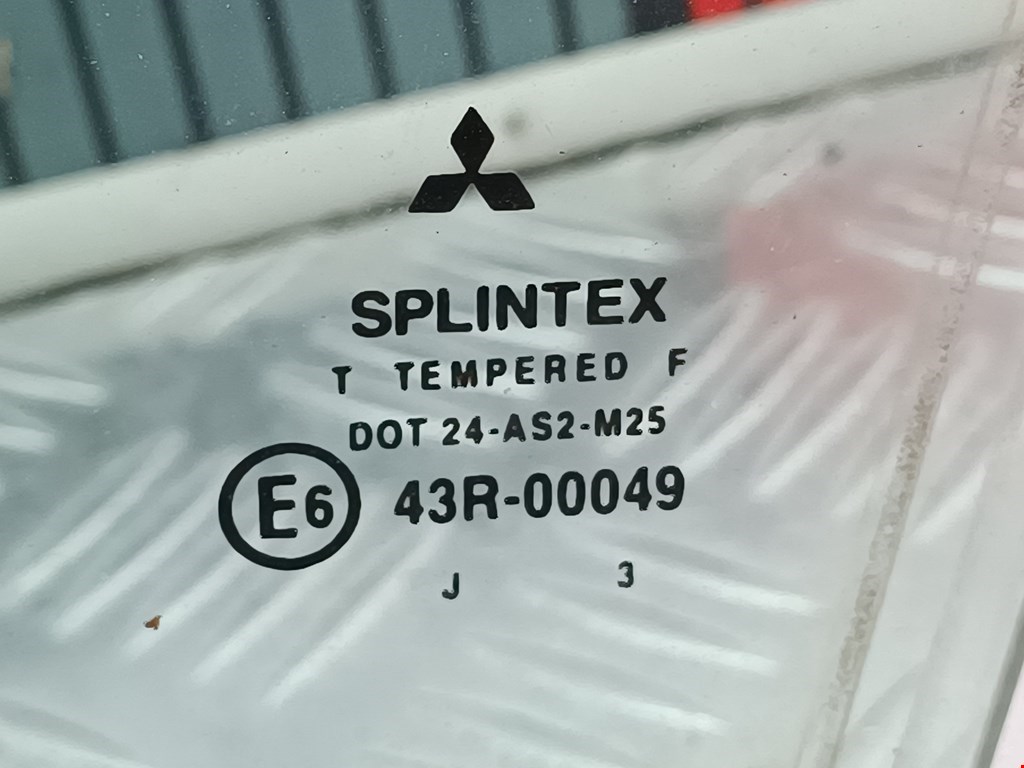 SPLINTEX
T TEMPERED F
DOT 24-AS2-M25
E6 43R-00049
J 3